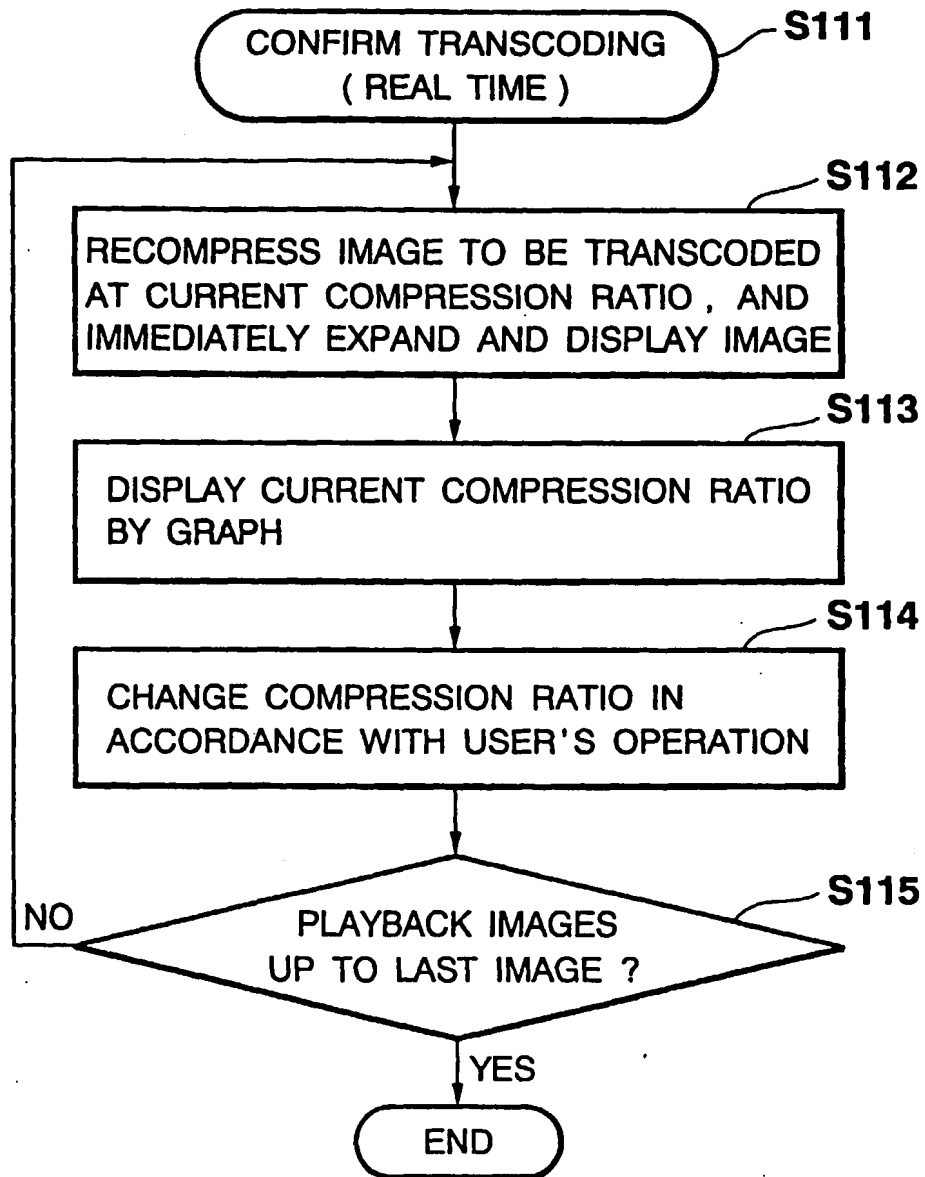 CONFIRM TRANSCODING
( REAL TIME )
S111
S112
RECOMPRESS IMAGE TO BE TRANSCODED
AT CURRENT COMPRESSION RATIO , AND
IMMEDIATELY EXPAND AND DISPLAY IMAGE
S113
DISPLAY CURRENT COMPRESSION RATIO
BY GRAPH
S114
CHANGE COMPRESSION RATIO IN
ACCORDANCE WITH USER'S OPERATION
S115
NO
PLAYBACK IMAGES
UP TO LAST IMAGE ?
YES
END